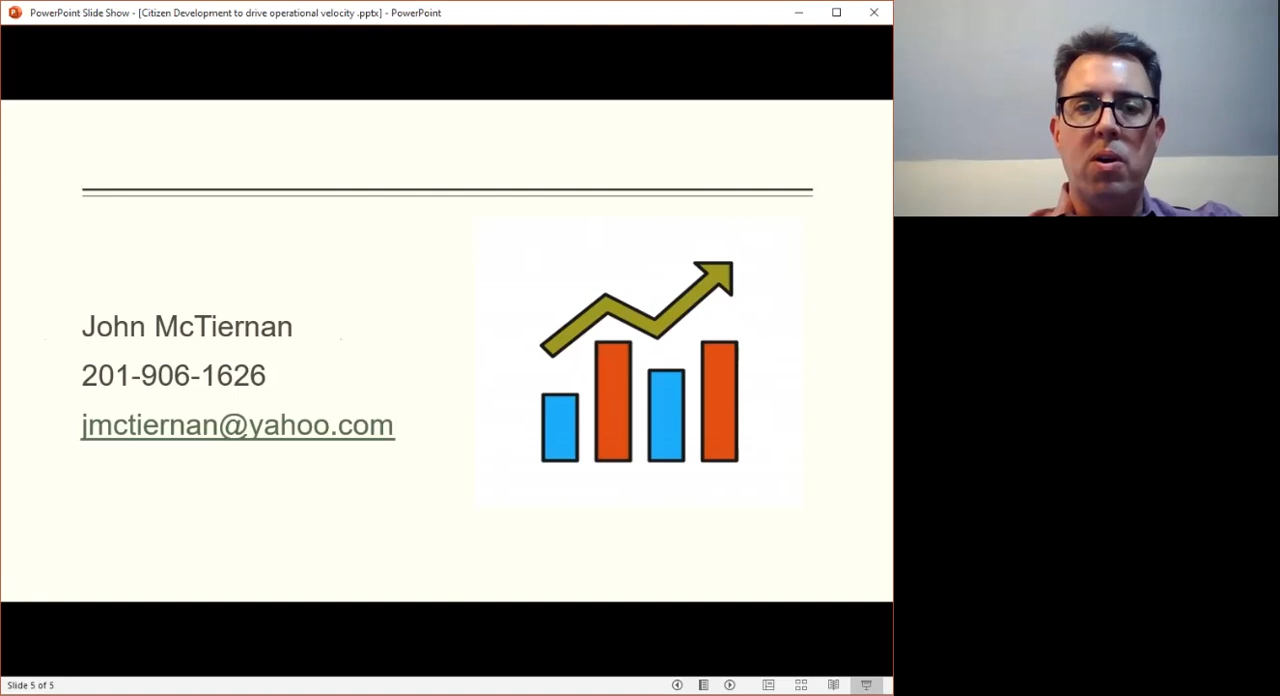 PowerPoint Slide Show - [Citizen Development to drive operational velocity .pptx] - PowerPoint
John McTiernan
201-906-1626
jmctiernan@yahoo.com
Slide 5 of 5